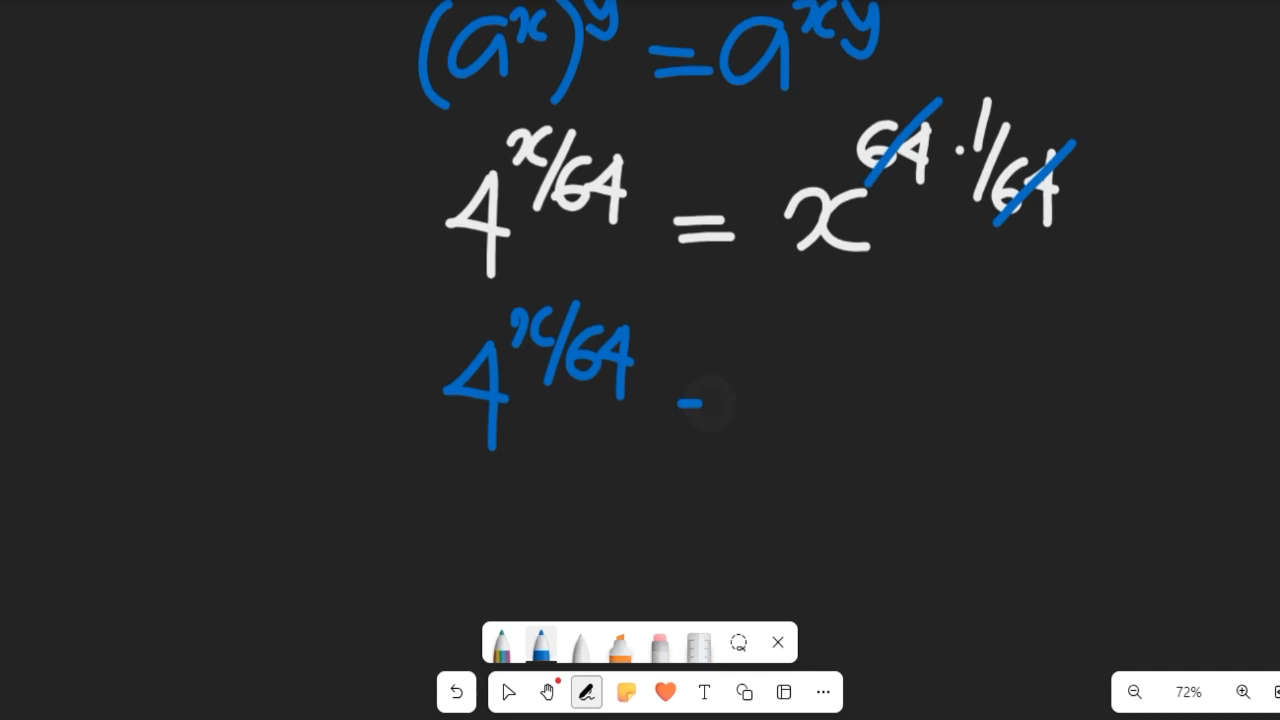 (a^x)^y = a^xy
4^x/64 = x^64 · 1/64
4^x/64 -
T
72%